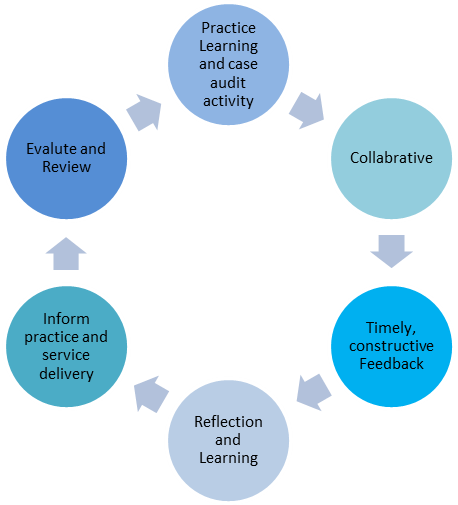 Practice
Learning
and case
audit
activity
Collabrative
Timely,
constructive
Feedback
Reflection
and
Learning
Inform
practice and
service
delivery
Evalute and
Review